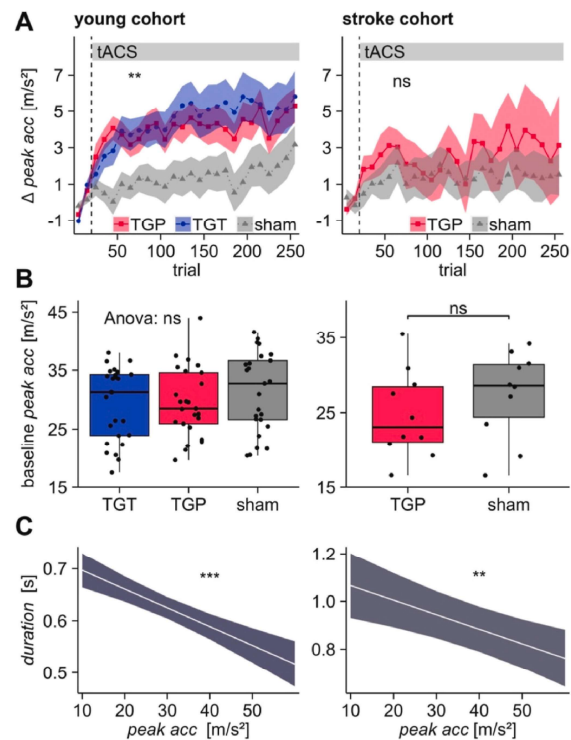 A
young cohort
stroke cohort
tACS
tACS
**
ns
Δ peak acc [m/s²]
7
5
3
1
-1
7
5
3
1
-1
TGP TGT sham
TGP sham
50 100 150 200 250
50 100 150 200 250
trial
trial
B
baseline peak acc [m/s²]
45
35
25
15
Anova: ns
35
25
15
ns
TGT TGP sham
TGP sham
C
duration [s]
0.7
0.6
0.5
***
1.2
1.0
0.8
**
10 20 30 40 50
10 20 30 40 50
peak acc [m/s²]
peak acc [m/s²]